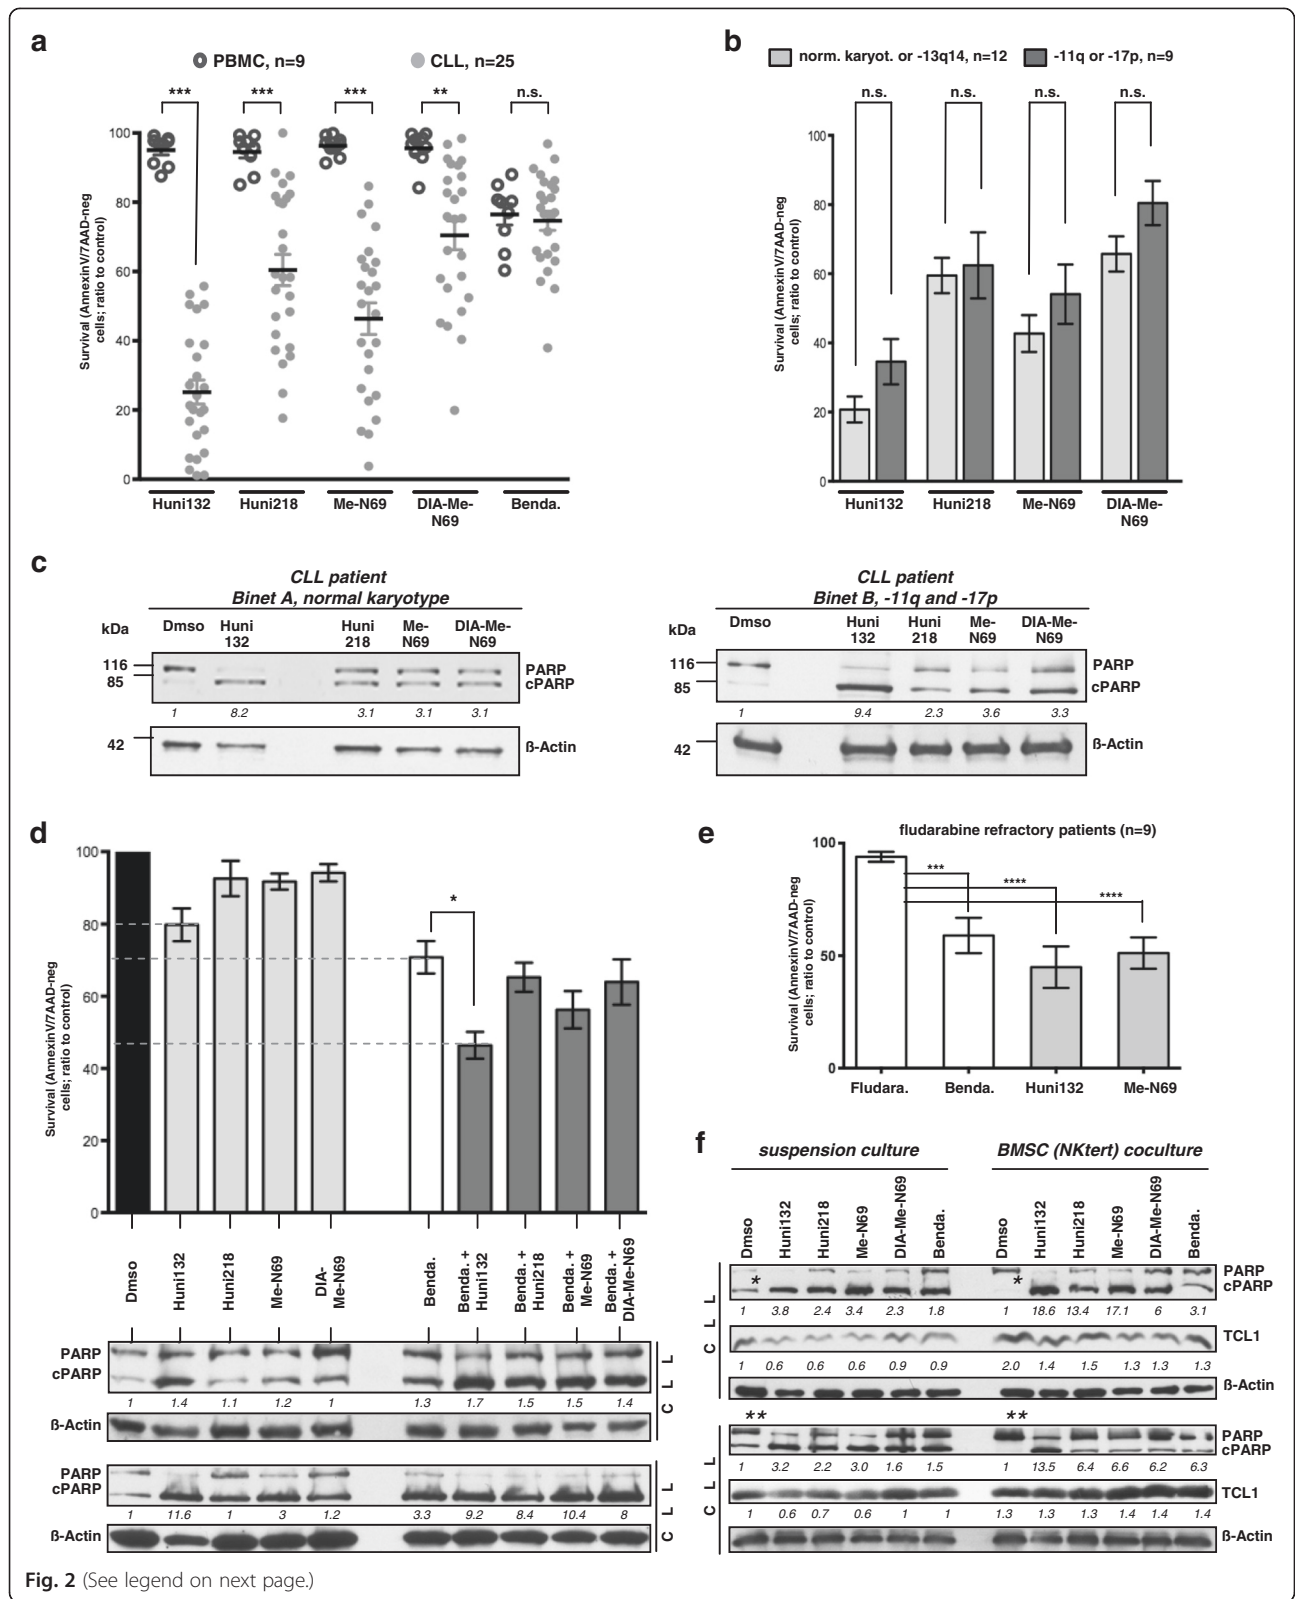 a
PBMC, n=9 CLL, n=25
*** *** *** ** n.s.
Survival (AnnexinV/7AAD-neg
cells; ratio to control)
100
80
60
40
20
0
Huni132 Huni218 Me-N69 DIA-Me-
N69 Benda.
b
norm. karyot. or -13q14, n=12 -11q or -17p, n=9
n.s. n.s. n.s. n.s.
Survival (AnnexinV/7AAD-neg
cells; ratio to control)
100
80
60
40
20
0
Huni132 Huni218 Me-N69 DIA-Me-
N69
c
CLL patient
Binet A, normal karyotype
kDa Dmso Huni Huni Me- DIA-Me-
132 218 N69 N69
116 PARP
85 cPARP
1 8.2 3.1 3.1 3.1
42 ß-Actin
CLL patient
Binet B, -11q and -17p
kDa Dmso Huni Huni Me- DIA-Me-
132 218 N69 N69
116 PARP
85 cPARP
1 9.4 2.3 3.6 3.3
42 ß-Actin
d
Survival (AnnexinV/7AAD-neg
cells; ratio to control)
100
80
60
40
20
0
*
Dmso
Huni132
Huni218
Me-N69
DIA-
Me-N69
Benda.
Benda. +
Huni132
Benda. +
Huni218
Benda. +
Me-N69
Benda. +
DIA-Me-N69
PARP
cPARP
1 1.4 1.1 1.2 1 1.3 1.7 1.5 1.5 1.4
ß-Actin
CLL
PARP
cPARP
1 11.6 1 3 1.2 3.3 9.2 8.4 10.4 8
ß-Actin
CLL
e
fludarabine refractory patients (n=9)
Survival (AnnexinV/7AAD-neg
cells; ratio to control)
100
50
0
***
****
****
Fludara. Benda. Huni132 Me-N69
f
suspension culture BMSC (NKtert) coculture
Dmso
Huni132
Huni218
Me-N69
DIA-Me-N69
Benda.
Dmso
Huni132
Huni218
Me-N69
DIA-Me-N69
Benda.
* * PARP
cPARP
1 3.8 2.4 3.4 2.3 1.8 1 18.6 13.4 17.1 6 3.1
TCL1
1 0.6 0.6 0.6 0.9 0.9 2.0 1.4 1.5 1.3 1.3 1.3
ß-Actin
CLL
** **
PARP
cPARP
1 3.2 2.2 3.0 1.6 1.5 1 13.5 6.4 6.6 6.2 6.3
TCL1
1 0.6 0.7 0.6 1 1 1.3 1.3 1.3 1.4 1.4 1.4
ß-Actin
CLL
Fig. 2 (See legend on next page.)